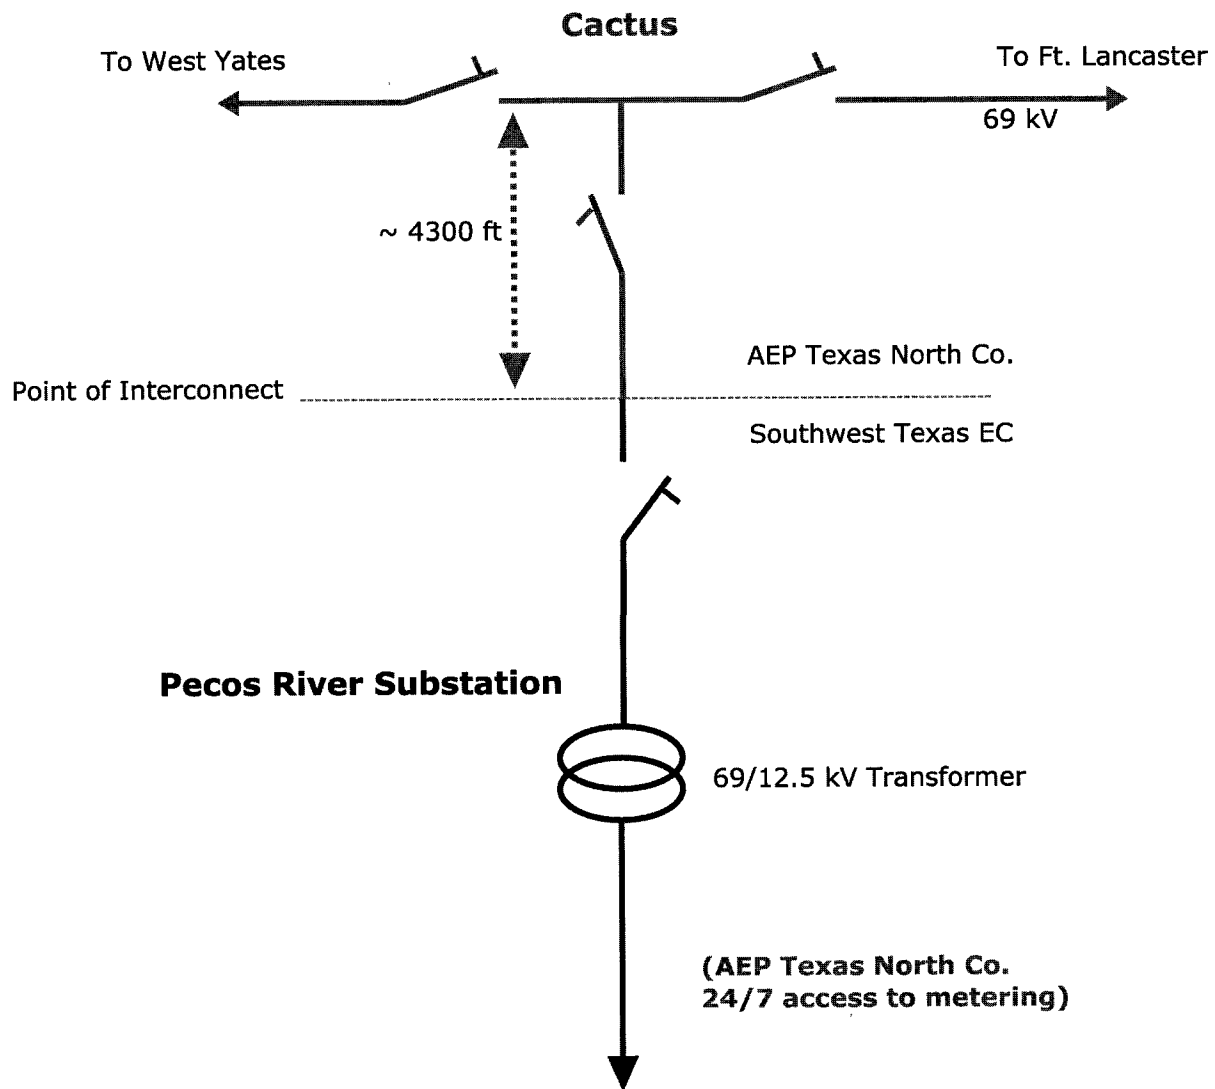 Cactus
To West Yates
To Ft. Lancaster
69 kV
~ 4300 ft
AEP Texas North Co.
Point of Interconnect
Southwest Texas EC
Pecos River Substation
69/12.5 kV Transformer
(AEP Texas North Co.
24/7 access to metering)